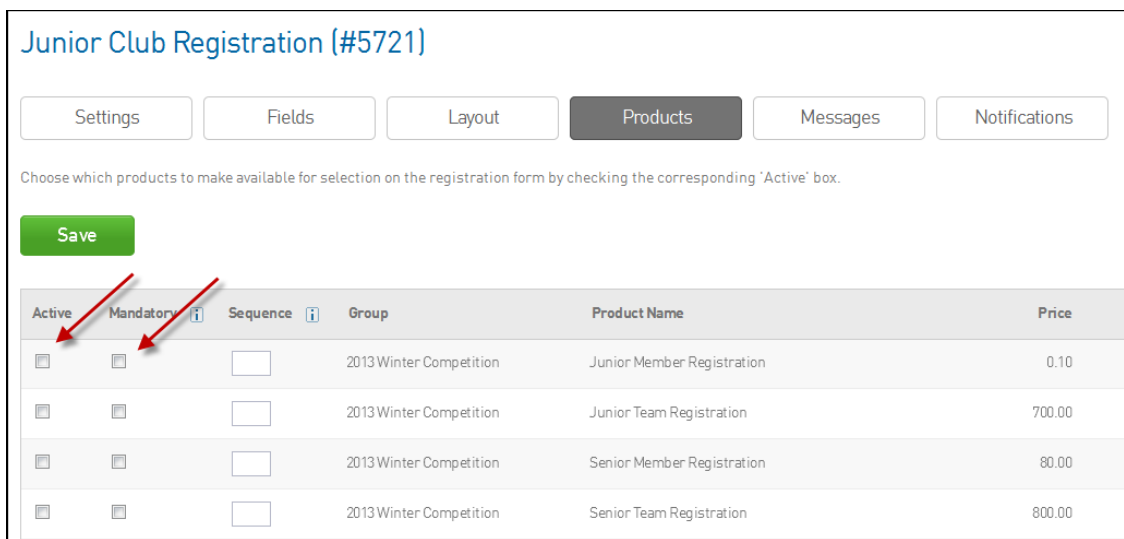 Junior Club Registration (#5721)
Settings Fields Layout Products Messages Notifications
Choose which products to make available for selection on the registration form by checking the corresponding 'Active' box.
Save
Active Mandatory i Sequence i Group Product Name Price
2013 Winter Competition Junior Member Registration 0.10
2013 Winter Competition Junior Team Registration 700.00
2013 Winter Competition Senior Member Registration 80.00
2013 Winter Competition Senior Team Registration 800.00